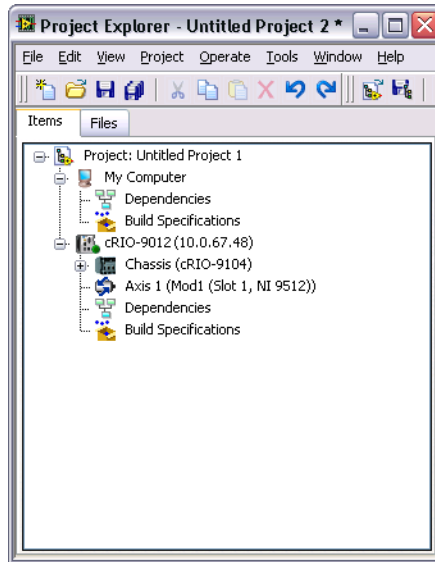 Project Explorer - Untitled Project 2 *
File Edit View Project Operate Tools Window Help
Items Files
Project: Untitled Project 1
My Computer
Dependencies
Build Specifications
cRIO-9012 (10.0.67.48)
Chassis (cRIO-9104)
Axis 1 (Mod1 (Slot 1, NI 9512))
Dependencies
Build Specifications